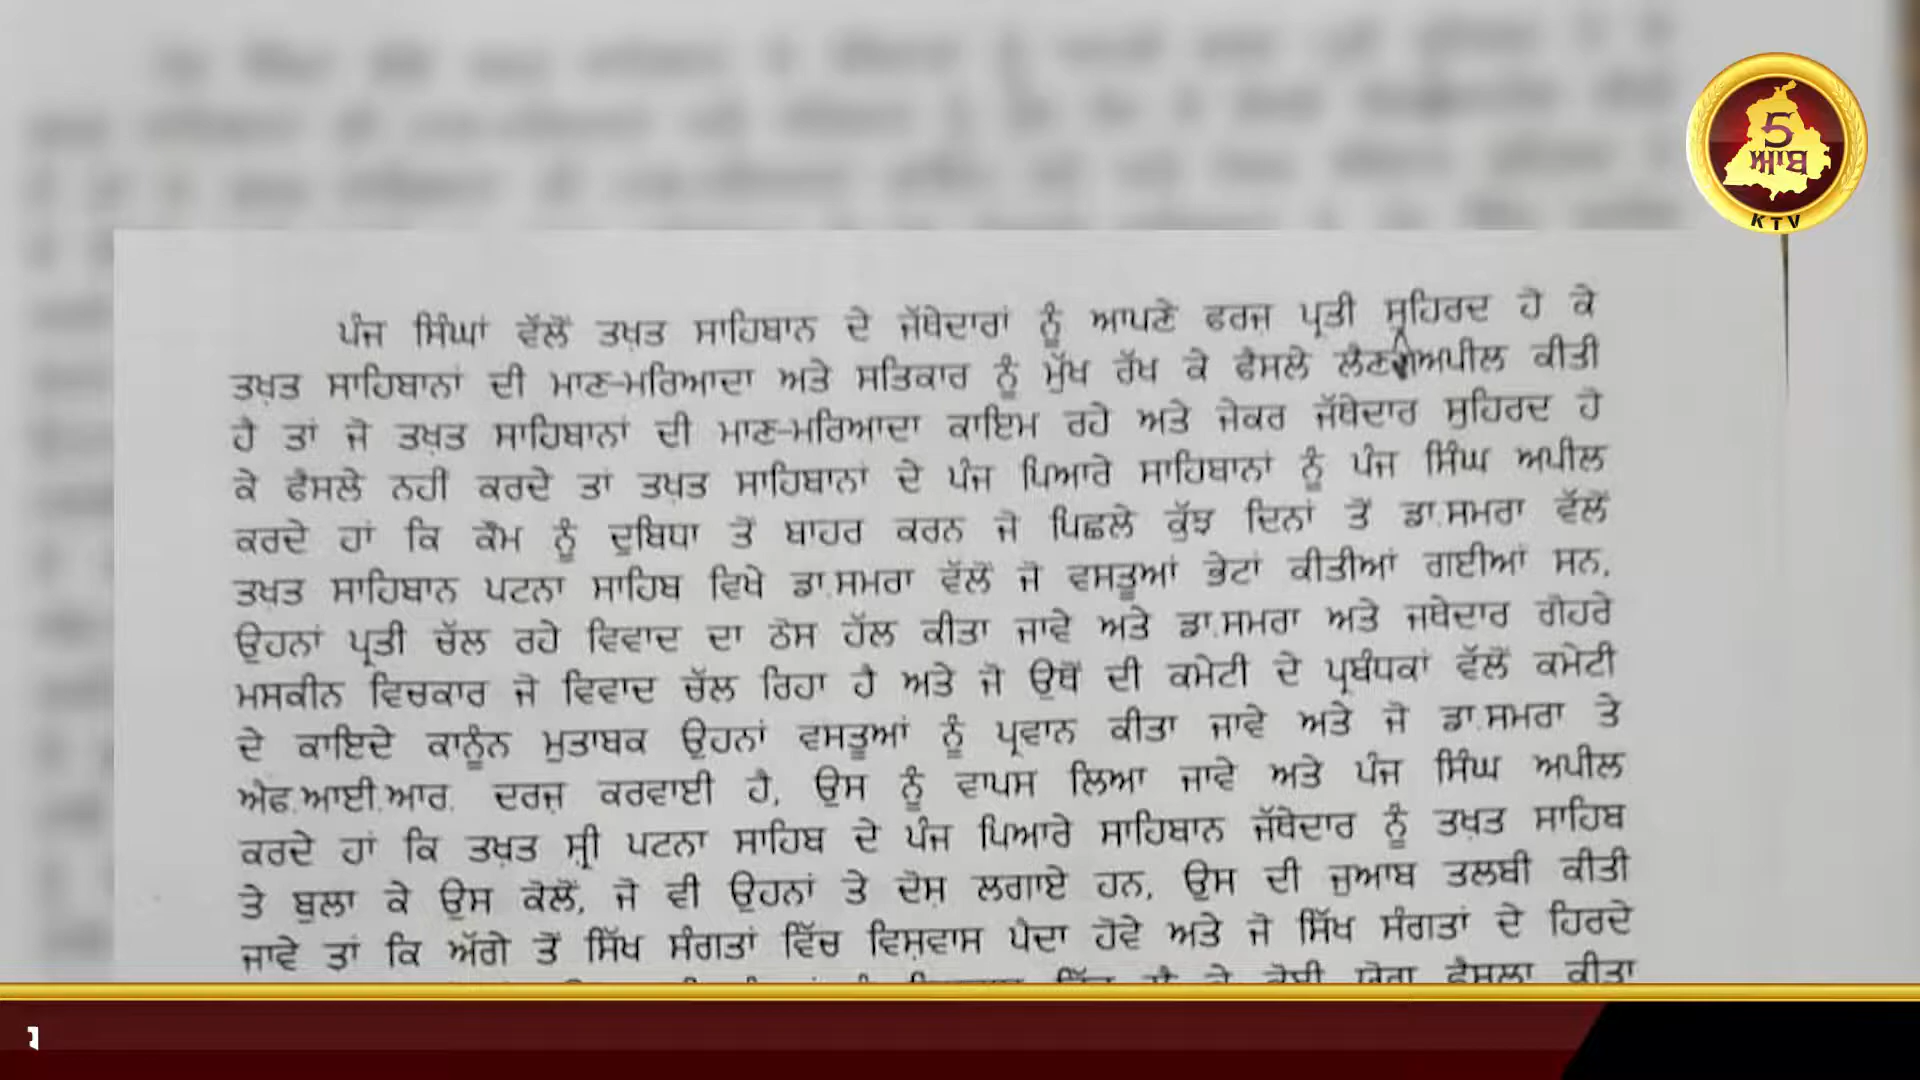 5
ਆਬ
KTV
ਪੰਜ ਸਿੰਘਾਂ ਵੱਲੋਂ ਤਖ਼ਤ ਸਾਹਿਬਾਨ ਦੇ ਜੱਥੇਦਾਰਾਂ ਨੂੰ ਆਪਣੇ ਫਰਜ ਪ੍ਰਤੀ ਸੁਹਿਰਦ ਹੋ ਕੇ
ਤਖ਼ਤ ਸਾਹਿਬਾਨਾਂ ਦੀ ਮਾਣ-ਮਰਿਆਦਾ ਅਤੇ ਸਤਿਕਾਰ ਨੂੰ ਮੁੱਖ ਰੱਖ ਕੇ ਫੈਸਲੇ ਲੈਣ ਅਪੀਲ ਕੀਤੀ
ਹੈ ਤਾਂ ਜੋ ਤਖ਼ਤ ਸਾਹਿਬਾਨਾਂ ਦੀ ਮਾਣ-ਮਰਿਆਦਾ ਕਾਇਮ ਰਹੇ ਅਤੇ ਜੇਕਰ ਜੱਥੇਦਾਰ ਸੁਹਿਰਦ ਹੋ
ਕੇ ਫੈਸਲੇ ਨਹੀ ਕਰਦੇ ਤਾਂ ਤਖ਼ਤ ਸਾਹਿਬਾਨਾਂ ਦੇ ਪੰਜ ਪਿਆਰੇ ਸਾਹਿਬਾਨਾਂ ਨੂੰ ਪੰਜ ਸਿੰਘ ਅਪੀਲ
ਕਰਦੇ ਹਾਂ ਕਿ ਕੌਮ ਨੂੰ ਦੁਬਿਧਾ ਤੋਂ ਬਾਹਰ ਕਰਨ ਜੋ ਪਿਛਲੇ ਕੁੱਝ ਦਿਨਾਂ ਤੋਂ ਡਾ.ਸਮਰਾ ਵੱਲੋਂ
ਤਖ਼ਤ ਸਾਹਿਬਾਨ ਪਟਨਾ ਸਾਹਿਬ ਵਿਖੇ ਡਾ.ਸਮਰਾ ਵੱਲੋਂ ਜੋ ਵਸਤੂਆਂ ਭੇਟਾਂ ਕੀਤੀਆਂ ਗਈਆਂ ਸਨ,
ਉਹਨਾਂ ਪ੍ਰਤੀ ਚੱਲ ਰਹੇ ਵਿਵਾਦ ਦਾ ਠੋਸ ਹੱਲ ਕੀਤਾ ਜਾਵੇ ਅਤੇ ਡਾ.ਸਮਰਾ ਅਤੇ ਜਥੇਦਾਰ ਗੋਹਰੇ
ਮਸਕੀਨ ਵਿਚਕਾਰ ਜੋ ਵਿਵਾਦ ਚੱਲ ਰਿਹਾ ਹੈ ਅਤੇ ਜੋ ਉਥੋਂ ਦੀ ਕਮੇਟੀ ਦੇ ਪ੍ਰਬੰਧਕਾਂ ਵੱਲੋਂ ਕਮੇਟੀ
ਦੇ ਕਾਇਦੇ ਕਾਨੂੰਨ ਮੁਤਾਬਕ ਉਹਨਾਂ ਵਸਤੂਆਂ ਨੂੰ ਪ੍ਰਵਾਨ ਕੀਤਾ ਜਾਵੇ ਅਤੇ ਜੋ ਡਾ.ਸਮਰਾ ਤੇ
ਐਫ.ਆਈ.ਆਰ. ਦਰਜ਼ ਕਰਵਾਈ ਹੈ, ਉਸ ਨੂੰ ਵਾਪਸ ਲਿਆ ਜਾਵੇ ਅਤੇ ਪੰਜ ਸਿੰਘ ਅਪੀਲ
ਕਰਦੇ ਹਾਂ ਕਿ ਤਖ਼ਤ ਸ਼੍ਰੀ ਪਟਨਾ ਸਾਹਿਬ ਦੇ ਪੰਜ ਪਿਆਰੇ ਸਾਹਿਬਾਨ ਜੱਥੇਦਾਰ ਨੂੰ ਤਖ਼ਤ ਸਾਹਿਬ
ਤੇ ਬੁਲਾ ਕੇ ਉਸ ਕੋਲੋਂ, ਜੋ ਵੀ ਉਹਨਾਂ ਤੇ ਦੋਸ਼ ਲਗਾਏ ਹਨ, ਉਸ ਦੀ ਜੁਆਬ ਤਲਬੀ ਕੀਤੀ
ਜਾਵੇ ਤਾਂ ਕਿ ਅੱਗੇ ਤੋਂ ਸਿੱਖ ਸੰਗਤਾਂ ਵਿੱਚ ਵਿਸ਼ਵਾਸ ਪੈਦਾ ਹੋਵੇ ਅਤੇ ਜੋ ਸਿੱਖ ਸੰਗਤਾਂ ਦੇ ਹਿਰਦੇ
ਕੋਈ ਯੋਗ ਫੈਸਲਾ ਕੀਤਾ